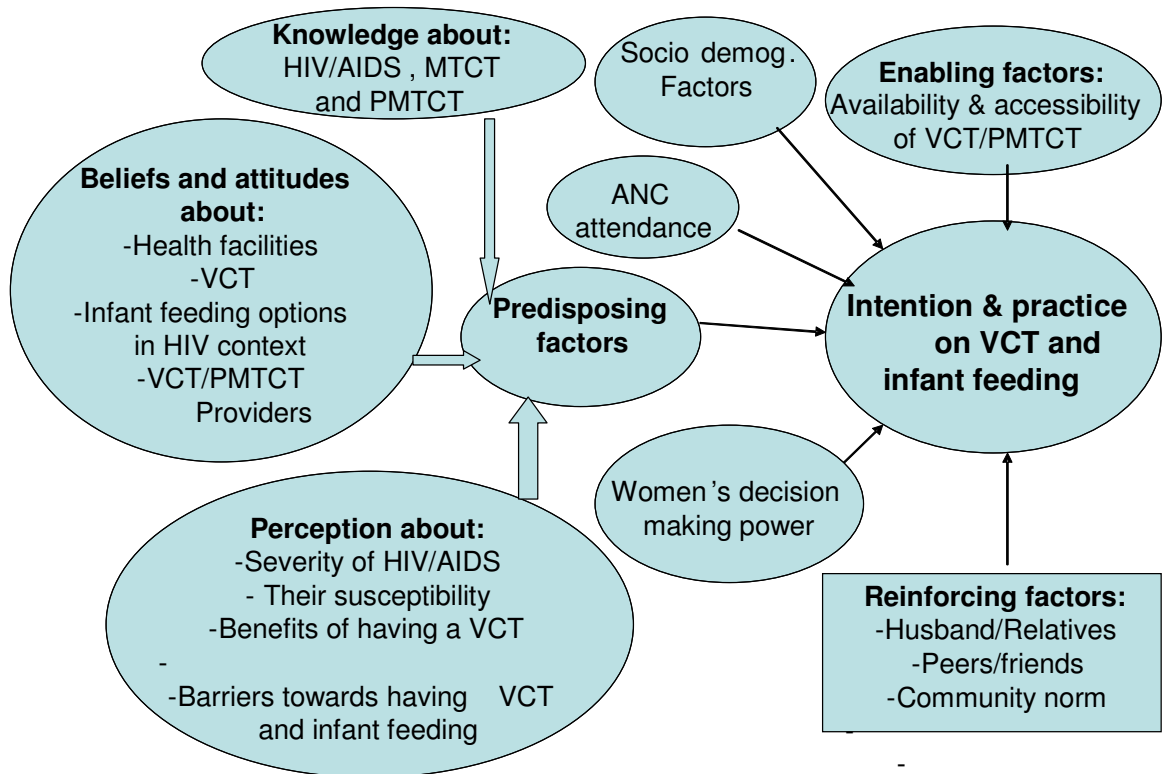 Knowledge about:
HIV/AIDS , MTCT
and PMTCT
Socio demog.
Factors
Enabling factors:
Availability & accessibility
of VCT/PMTCT
Beliefs and attitudes
about:
-Health facilities
-VCT
-Infant feeding options
in HIV context
-VCT/PMTCT
Providers
ANC
attendance
Predisposing
factors
Intention & practice
on VCT and
infant feeding
Perception about:
-Severity of HIV/AIDS
- Their susceptibility
-Benefits of having a VCT
-
-Barriers towards having VCT
and infant feeding
Women's decision
making power
Reinforcing factors:
-Husband/Relatives
-Peers/friends
-Community norm
-
-